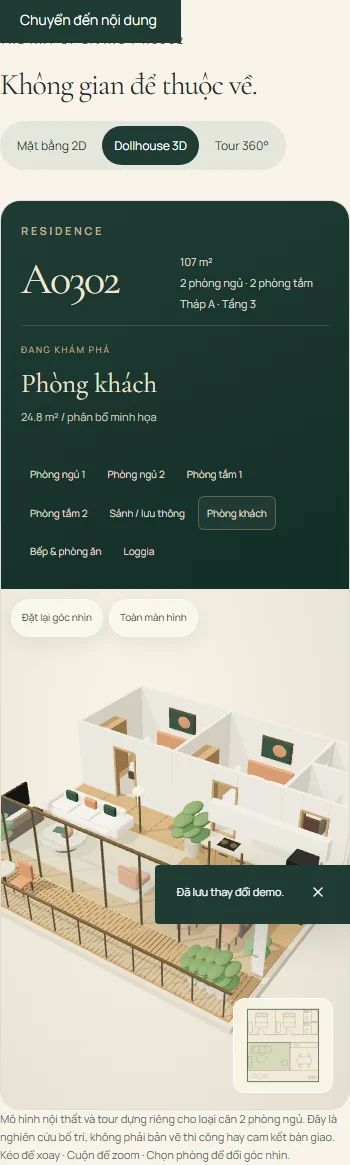 Chuyển đến nội dung
Không gian để thuộc về.
Mặt bằng 2D
Dollhouse 3D
Tour 360°
RESIDENCE
A0302
107 m²
2 phòng ngủ · 2 phòng tắm
Tháp A · Tầng 3
ĐANG KHÁM PHÁ
Phòng khách
24.8 m² / phân bổ minh họa
Phòng ngủ 1
Phòng ngủ 2
Phòng tắm 1
Phòng tắm 2
Sảnh / lưu thông
Phòng khách
Bếp & phòng ăn
Loggia
Đặt lại góc nhìn
Toàn màn hình
Đã lưu thay đổi demo.
Mô hình nội thất và tour dựng riêng cho loại căn 2 phòng ngủ. Đây là
nghiên cứu bố trí, không phải bản vẽ thi công hay cam kết bàn giao.
Kéo để xoay · Cuộn để zoom · Chọn phòng để đổi góc nhìn.